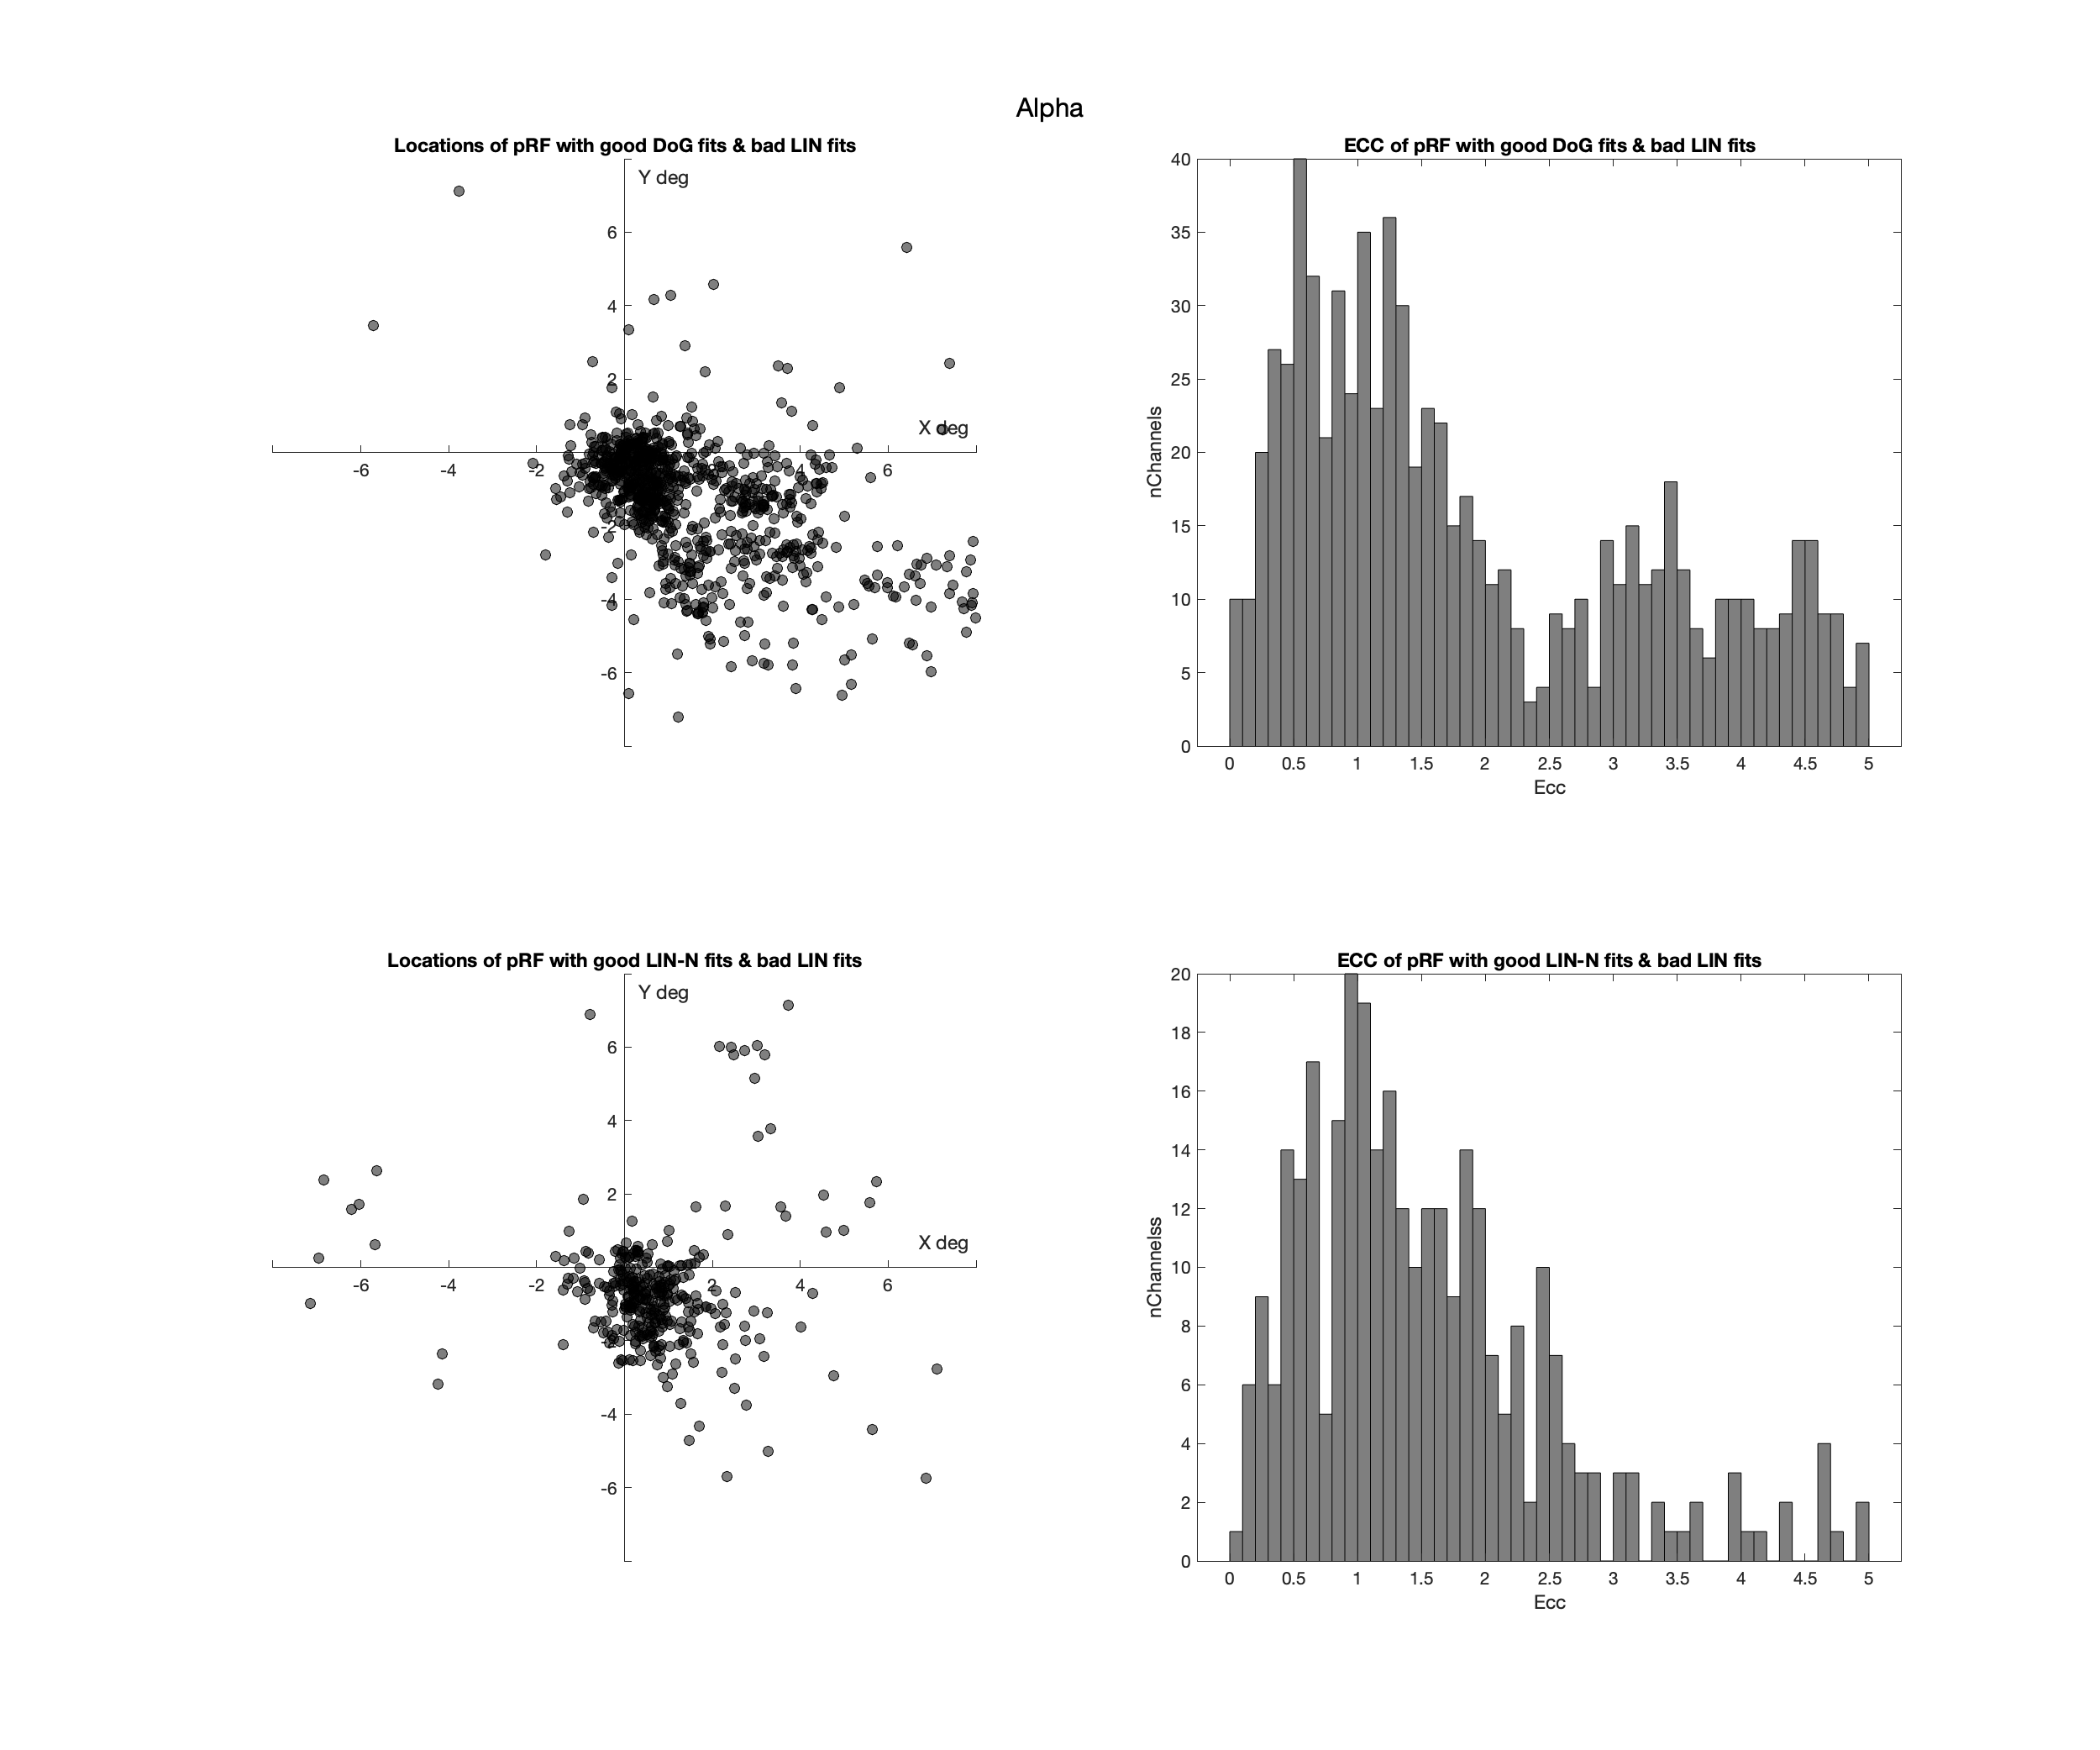 Alpha
Locations of pRF with good DoG fits & bad LIN fits
Y deg
6
4
2
X deg
-6
-4
-2
4
6
-2
-4
-6
ECC of pRF with good DoG fits & bad LIN fits
40
35
30
25
20
15
10
5
0
nChannels
0 0.5 1 1.5 2 2.5 3 3.5 4 4.5 5
Ecc
Locations of pRF with good LIN-N fits & bad LIN fits
Y deg
6
4
2
X deg
-6 -4 -2 2 4 6
-2
-4
-6
ECC of pRF with good LIN-N fits & bad LIN fits
20
18
16
14
12
10
8
6
4
2
0
nChannelss
0 0.5 1 1.5 2 2.5 3 3.5 4 4.5 5
Ecc